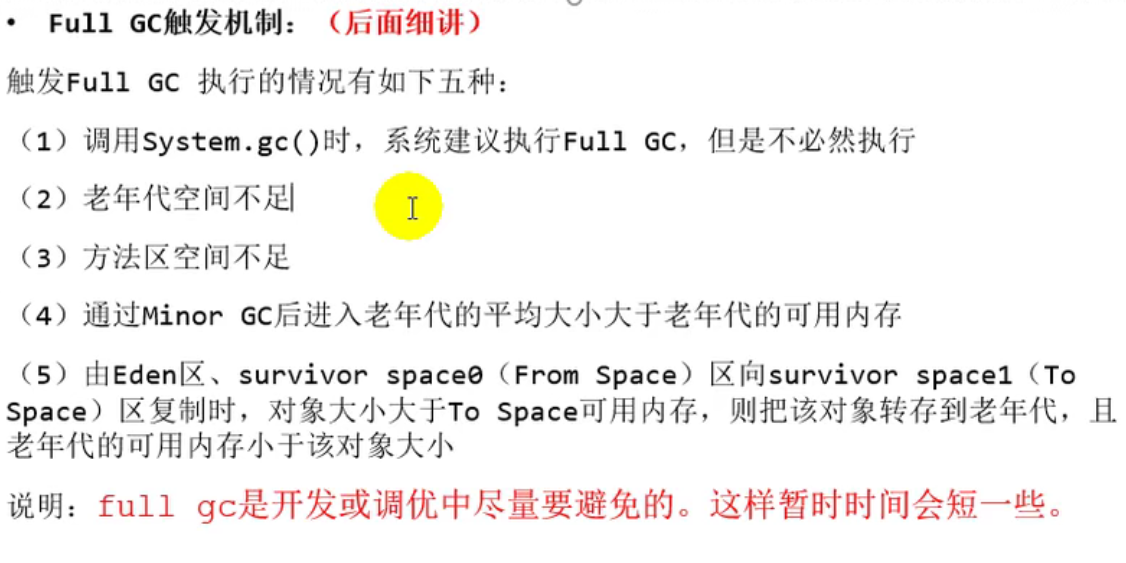 • Full GC触发机制：（后面细讲）
触发Full GC 执行的情况有如下五种：
（1）调用System.gc()时，系统建议执行Full GC，但是不必然执行
（2）老年代空间不足
（3）方法区空间不足
（4）通过Minor GC后进入老年代的平均大小大于老年代的可用内存
（5）由Eden区、survivor space0（From Space）区向survivor space1（To
Space）区复制时，对象大小大于To Space可用内存，则把该对象转存到老年代，且
老年代的可用内存小于该对象大小
说明：full gc是开发或调优中尽量要避免的。这样暂时时间会短一些。